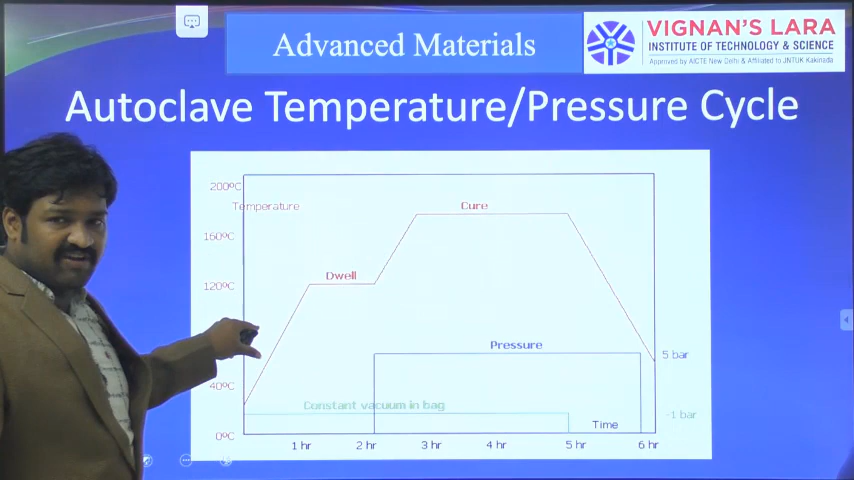 Advanced Materials
VIGNAN'S LARA
INSTITUTE OF TECHNOLOGY & SCIENCE
Approved by AICTE New Delhi & Affiliated to JNTUK Kakinada
Autoclave Temperature/Pressure Cycle
200ºC
Temperature
Cure
160ºC
Dwell
120ºC
Pressure
5 bar
40ºC
Constant vacuum in bag
-1 bar
Time
0ºC
1 hr
2 hr
3 hr
4 hr
5 hr
6 hr